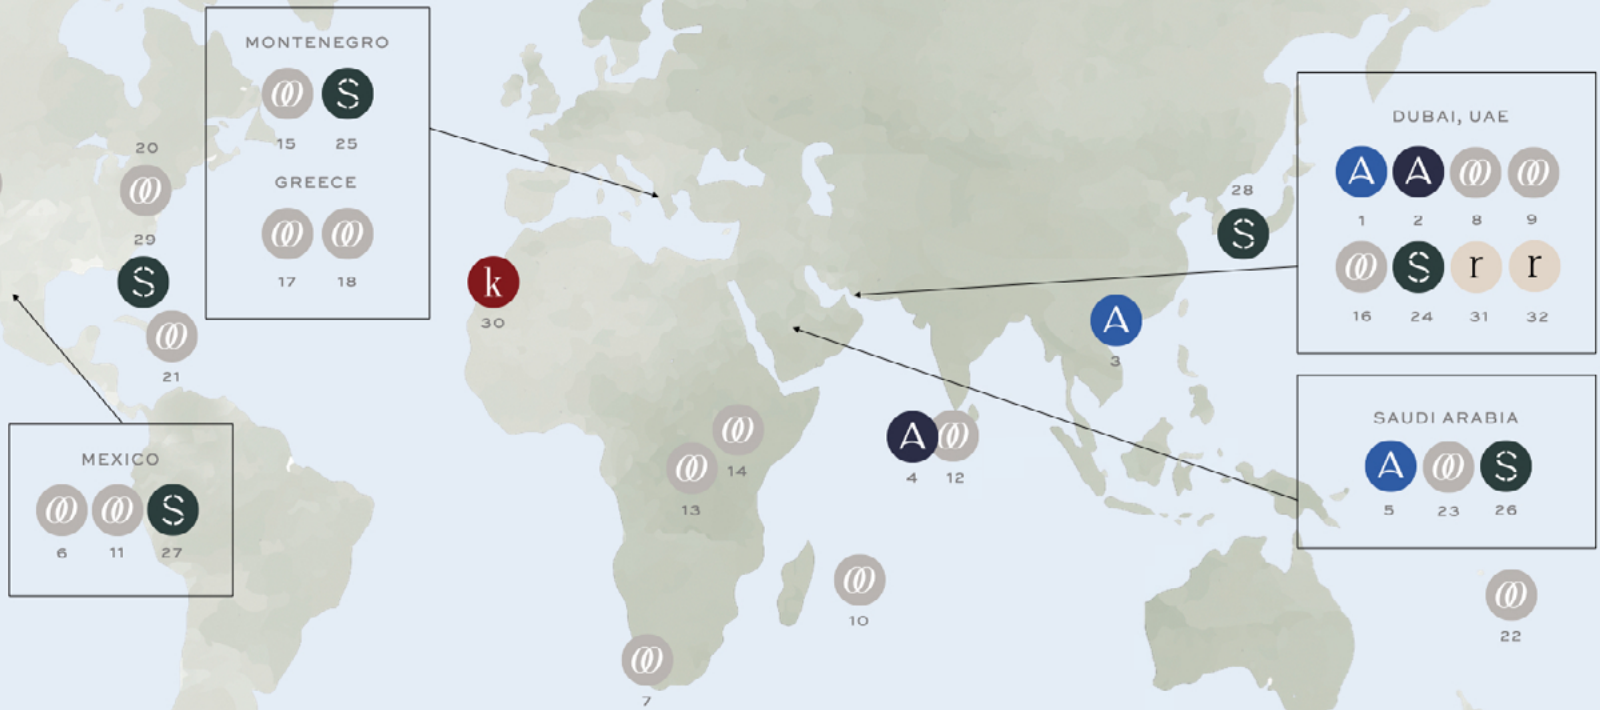 MONTENEGRO
S
15 25
GREECE
17 18
20
29
S
21
MEXICO
S
6 11 27
k
30
14
13
7
A
4 12
10
A
3
28
S
DUBAI, UAE
A A
1 2 8 9
S r r
16 24 31 32
SAUDI ARABIA
A S
5 23 26
22